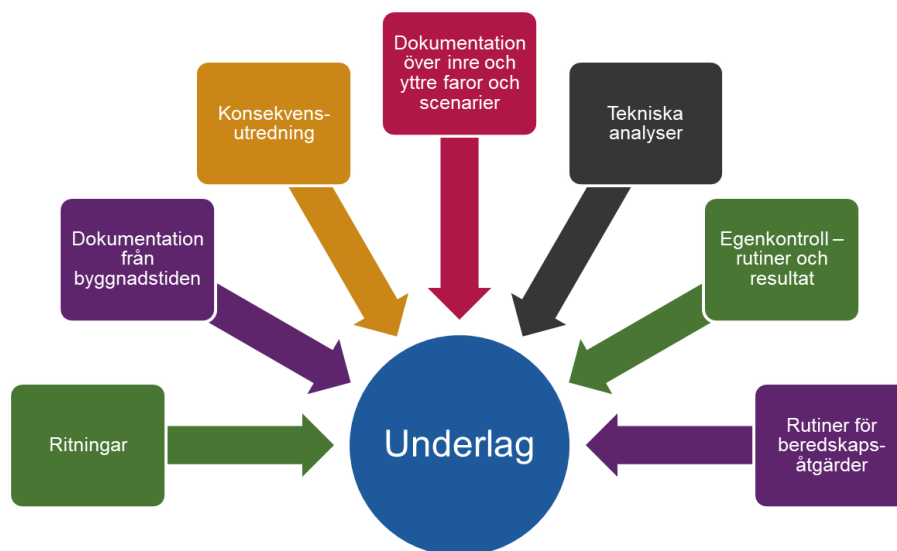 Dokumentation
över inre och
yttre faror och
scenarier
Konsekvens-
utredning
Tekniska
analyser
Dokumentation
från
byggnadstiden
Egenkontroll –
rutiner och
resultat
Ritningar
Underlag
Rutiner för
beredskaps-
åtgärder